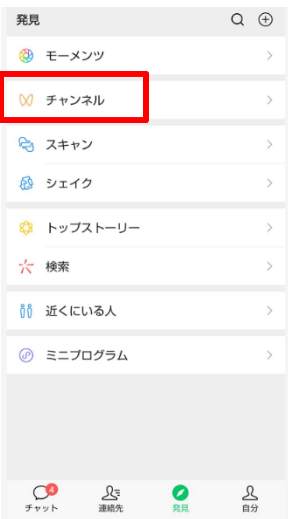 発見
モーメンツ
チャンネル
スキャン
シェイク
トップストーリー
検索
近くにいる人
ミニプログラム
4
チャット 連絡先 発見 自分